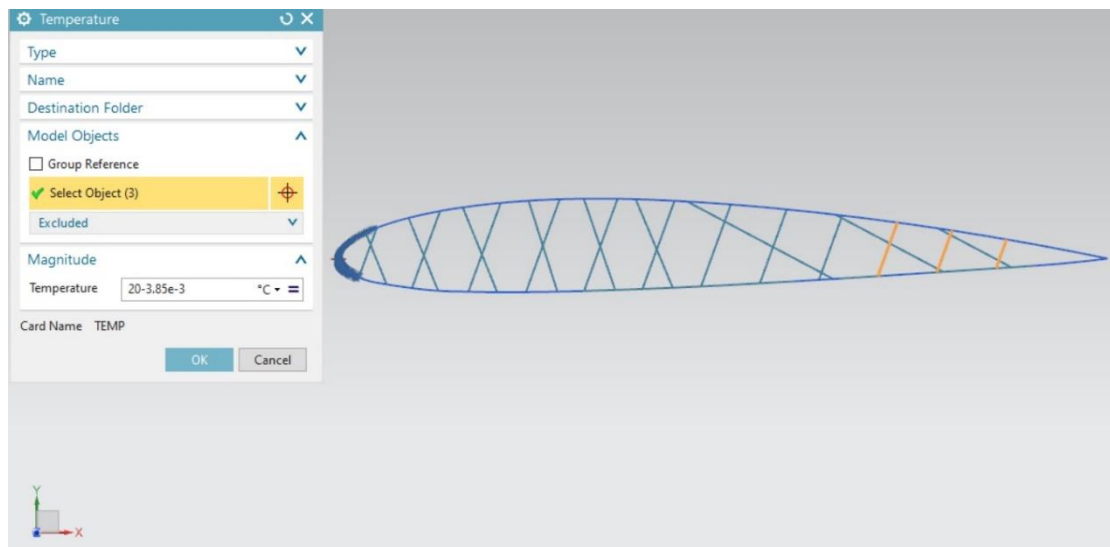 Temperature
Type
Name
Destination Folder
Model Objects
Group Reference
Select Object (3)
Excluded
Magnitude
Temperature 20-3.85e-3 °C
Card Name TEMP
OK Cancel
Y
X